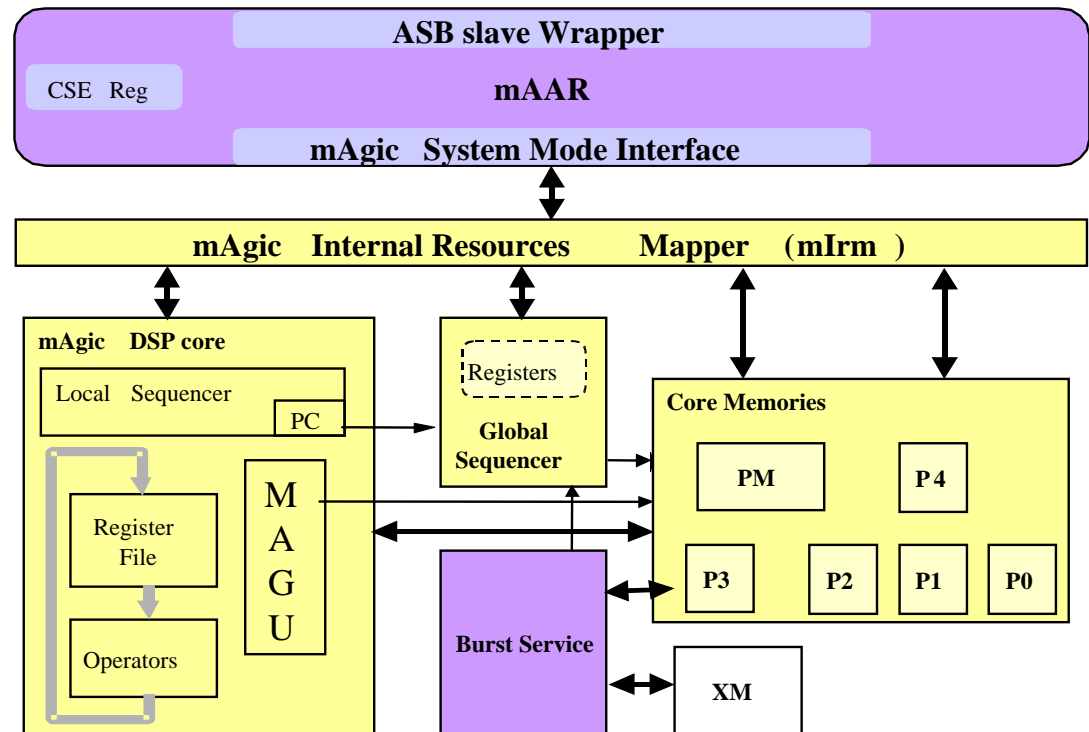 ASB slave Wrapper
CSE Reg
mAAR
mAgic System Mode Interface
mAgic Internal Resources Mapper (mIrm )
mAgic DSP core
Local Sequencer
PC
Register
File
Operators
M
A
G
U
Registers
Global
Sequencer
Burst Service
Core Memories
PM
P4
P3
P2
P1
P0
XM